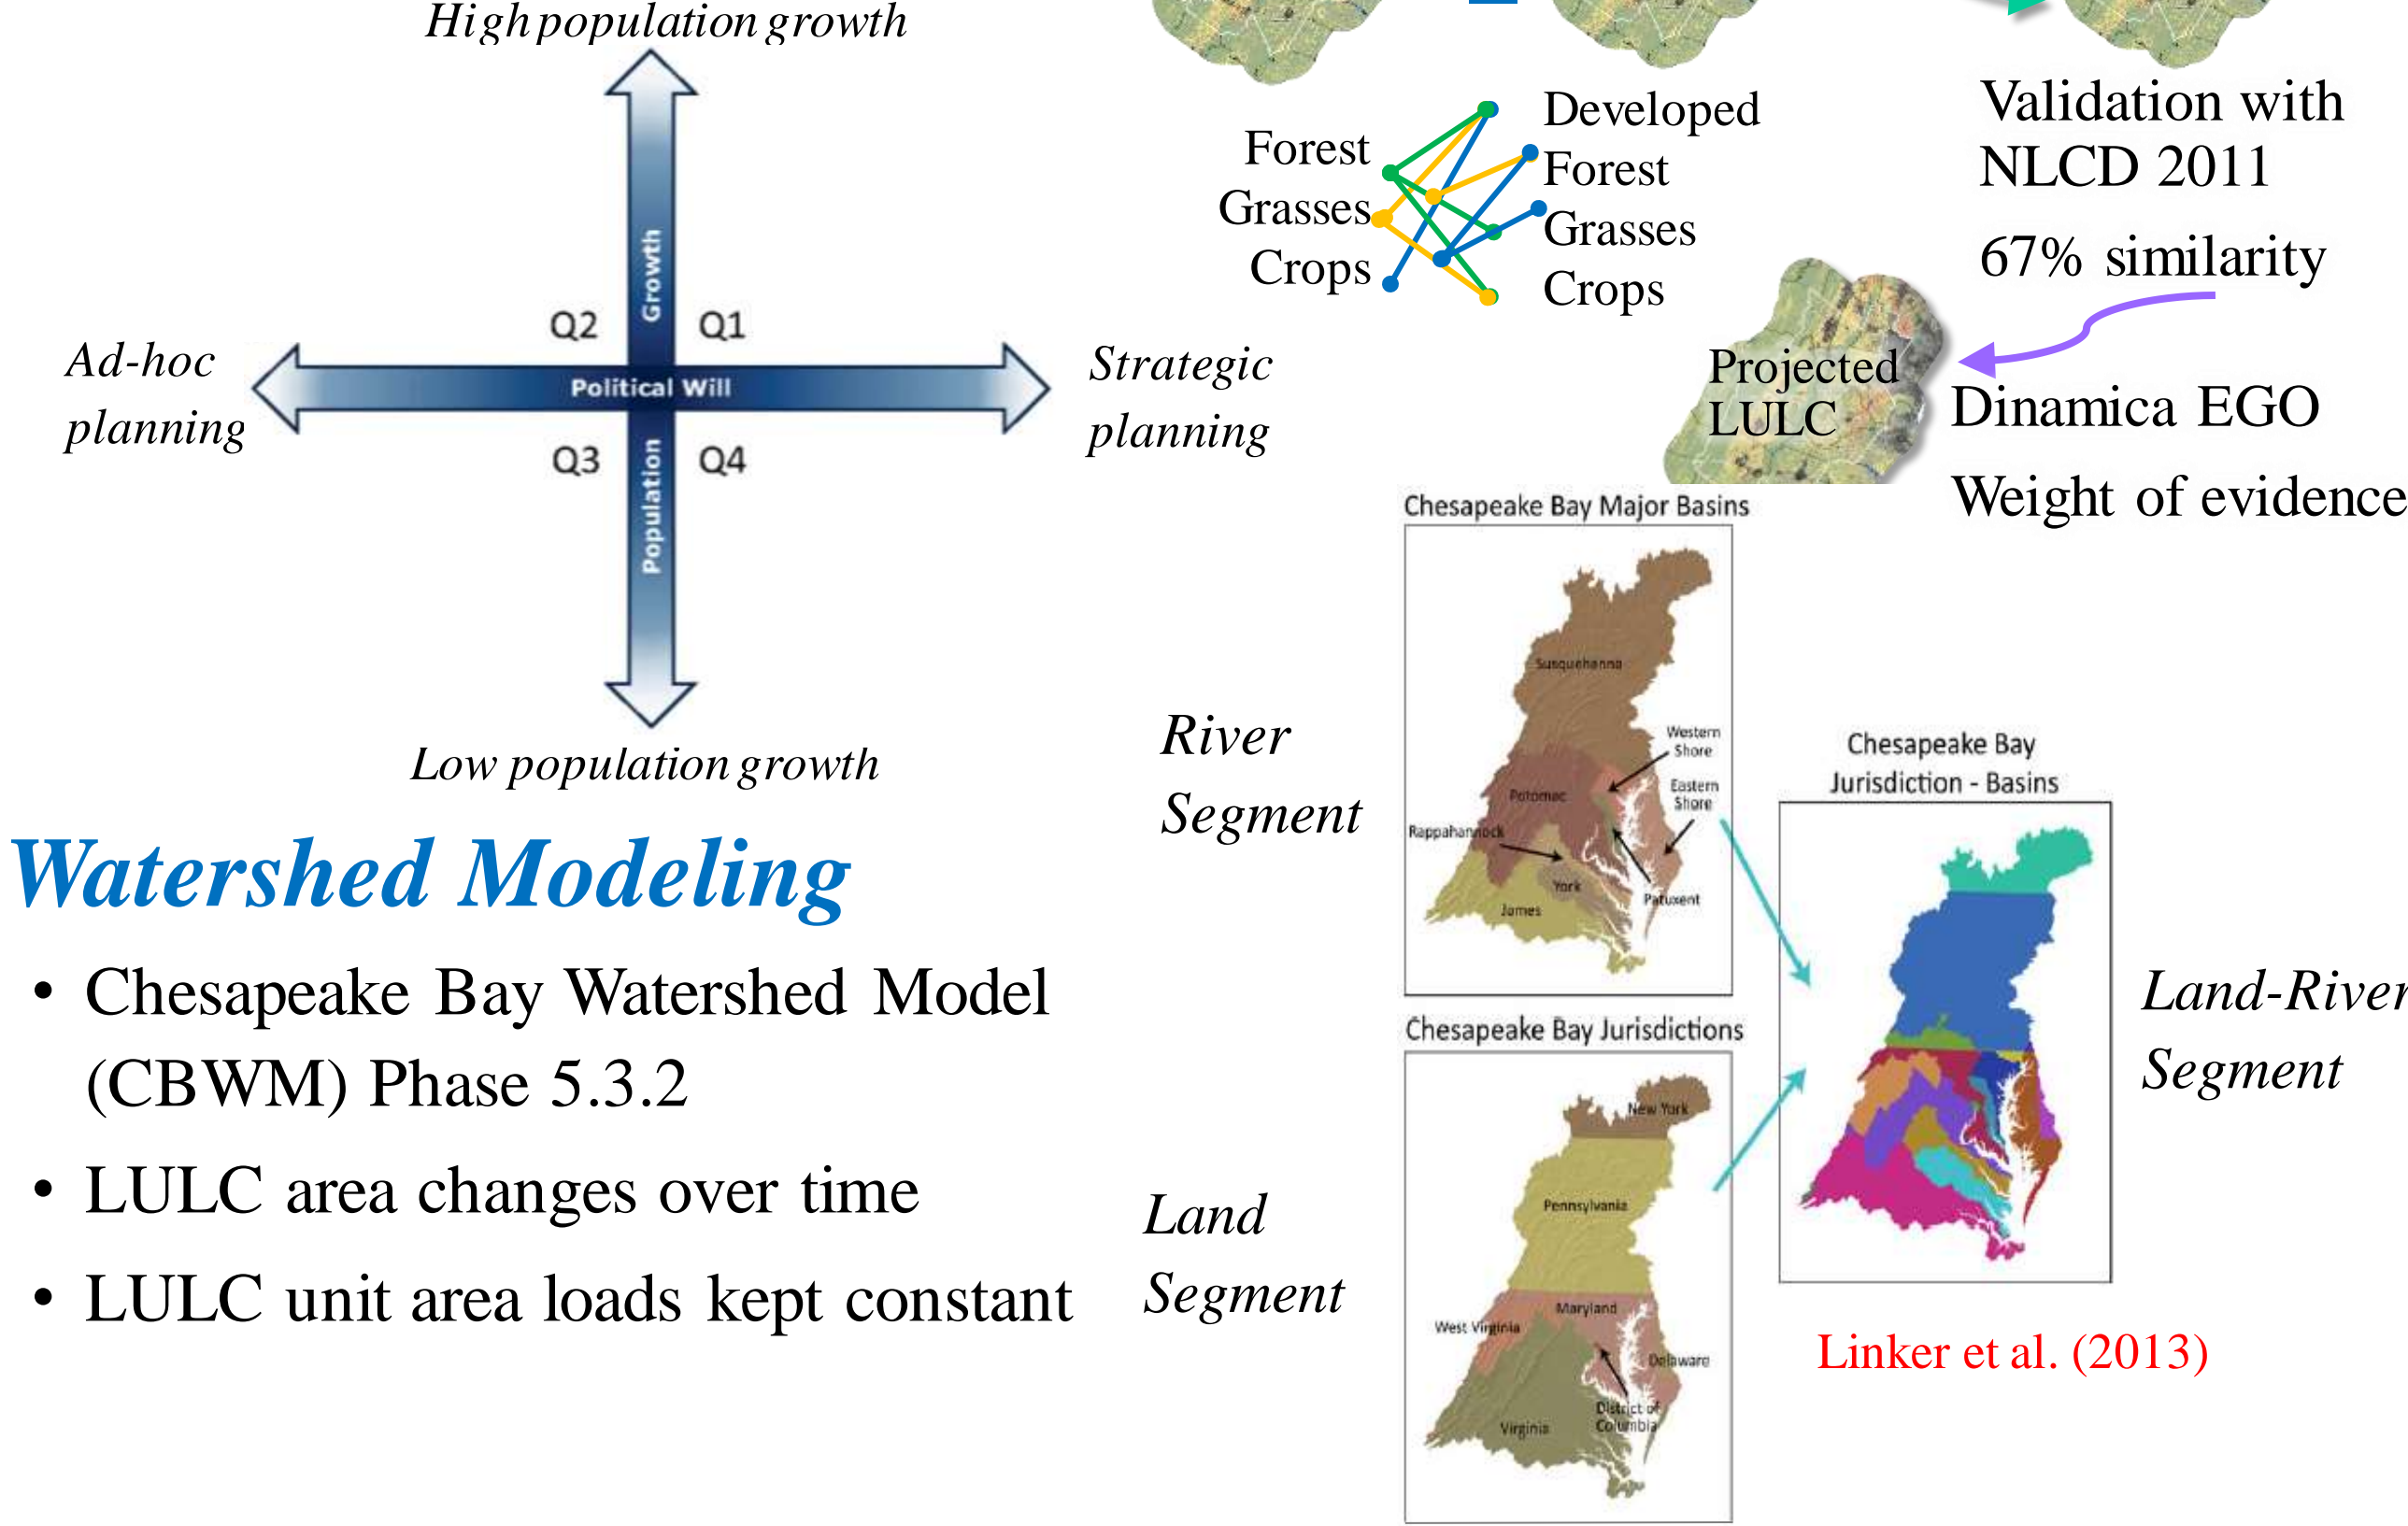 High population growth
Growth
Q2
Q1
Ad-hoc
planning
Political Will
Strategic
planning
Q3
Q4
Population
Low population growth
Forest
Grasses
Crops
Developed
Forest
Grasses
Crops
Validation with
NLCD 2011
67% similarity
Projected
LULC
Dinamica EGO
Weight of evidence
Watershed Modeling
• Chesapeake Bay Watershed Model
(CBWM) Phase 5.3.2
• LULC area changes over time
• LULC unit area loads kept constant
River
Segment
Chesapeake Bay Major Basins
Susquehanna
Western
Shore
Eastern
Shore
Potomac
Rappahannock
York
Patuxent
James
Land
Segment
Chesapeake Bay Jurisdictions
New York
Pennsylvania
Maryland
West Virginia
Delaware
District of
Columbia
Virginia
Chesapeake Bay
Jurisdiction - Basins
Land-River
Segment
Linker et al. (2013)